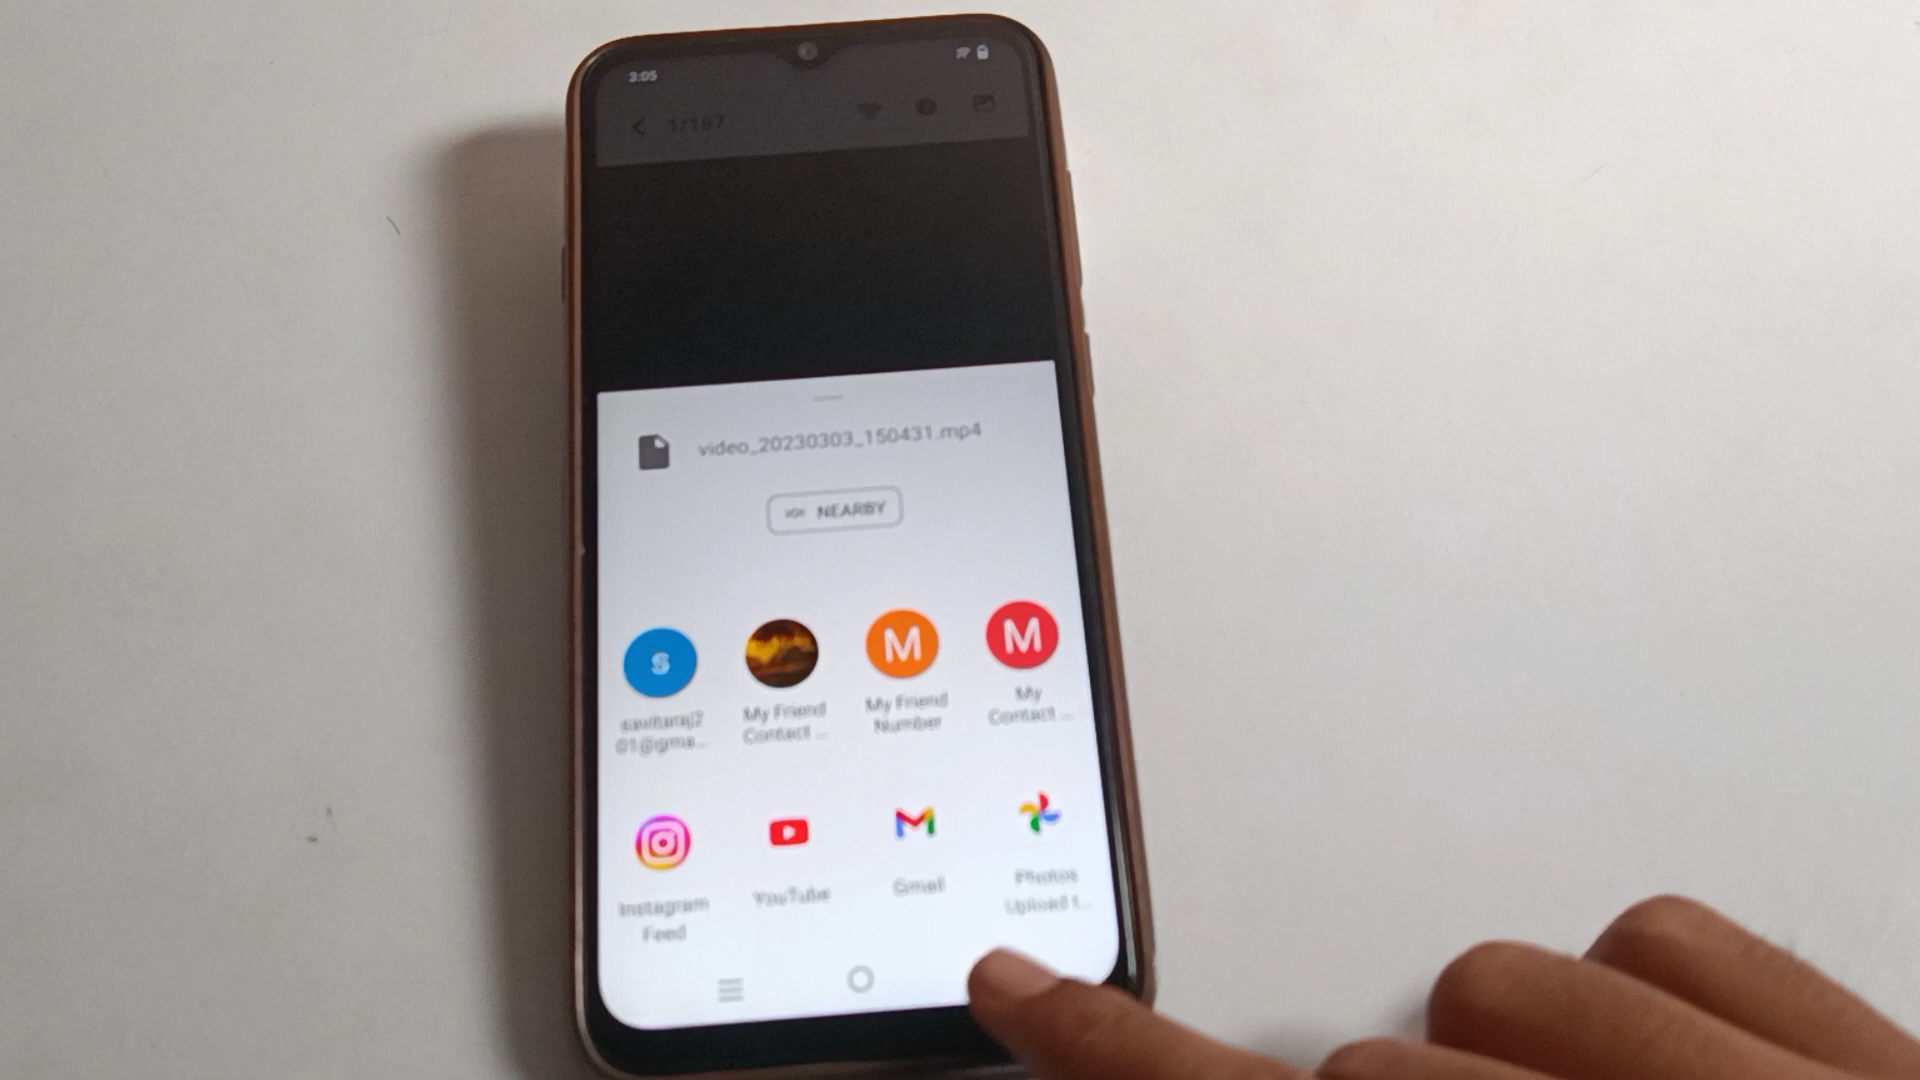 3:05
1/187
video_20230303_150431.mp4
NEARBY
S
M
M
01@gma...
My Friend
Contact ...
My Friend
Number
My
Contact ...
Instagram
Feed
YouTube
Gmail
Photos
Upload t...